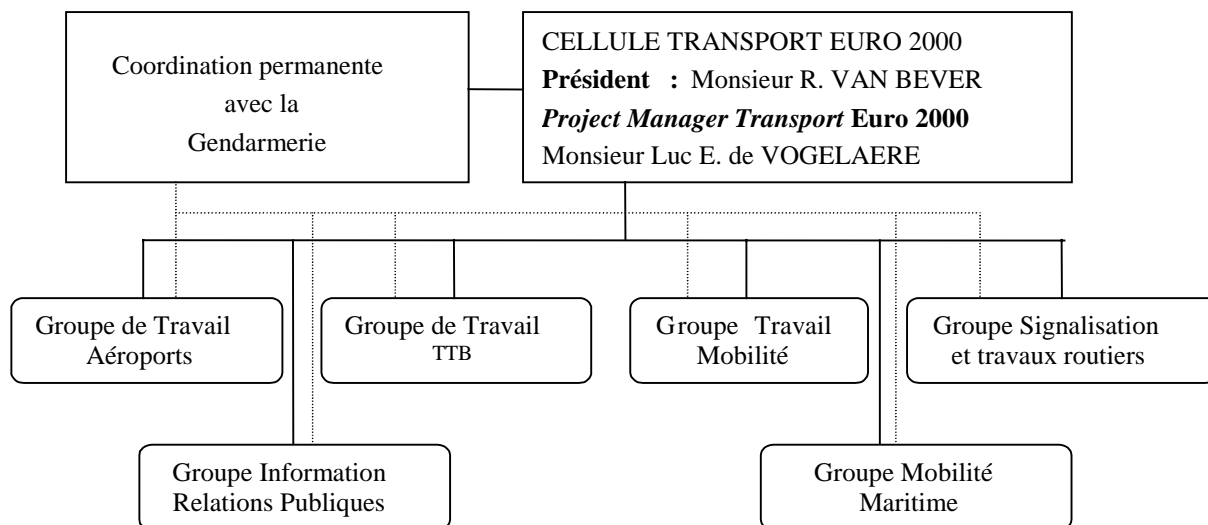 Coordination permanente
avec la
Gendarmerie
CELLULE TRANSPORT EURO 2000
Président : Monsieur R. VAN BEVER
Project Manager Transport Euro 2000
Monsieur Luc E. de VOGELAERE
Groupe de Travail
Aéroports
Groupe de Travail
TTB
Groupe Travail
Mobilité
Groupe Signalisation
et travaux routiers
Groupe Information
Relations Publiques
Groupe Mobilité
Maritime